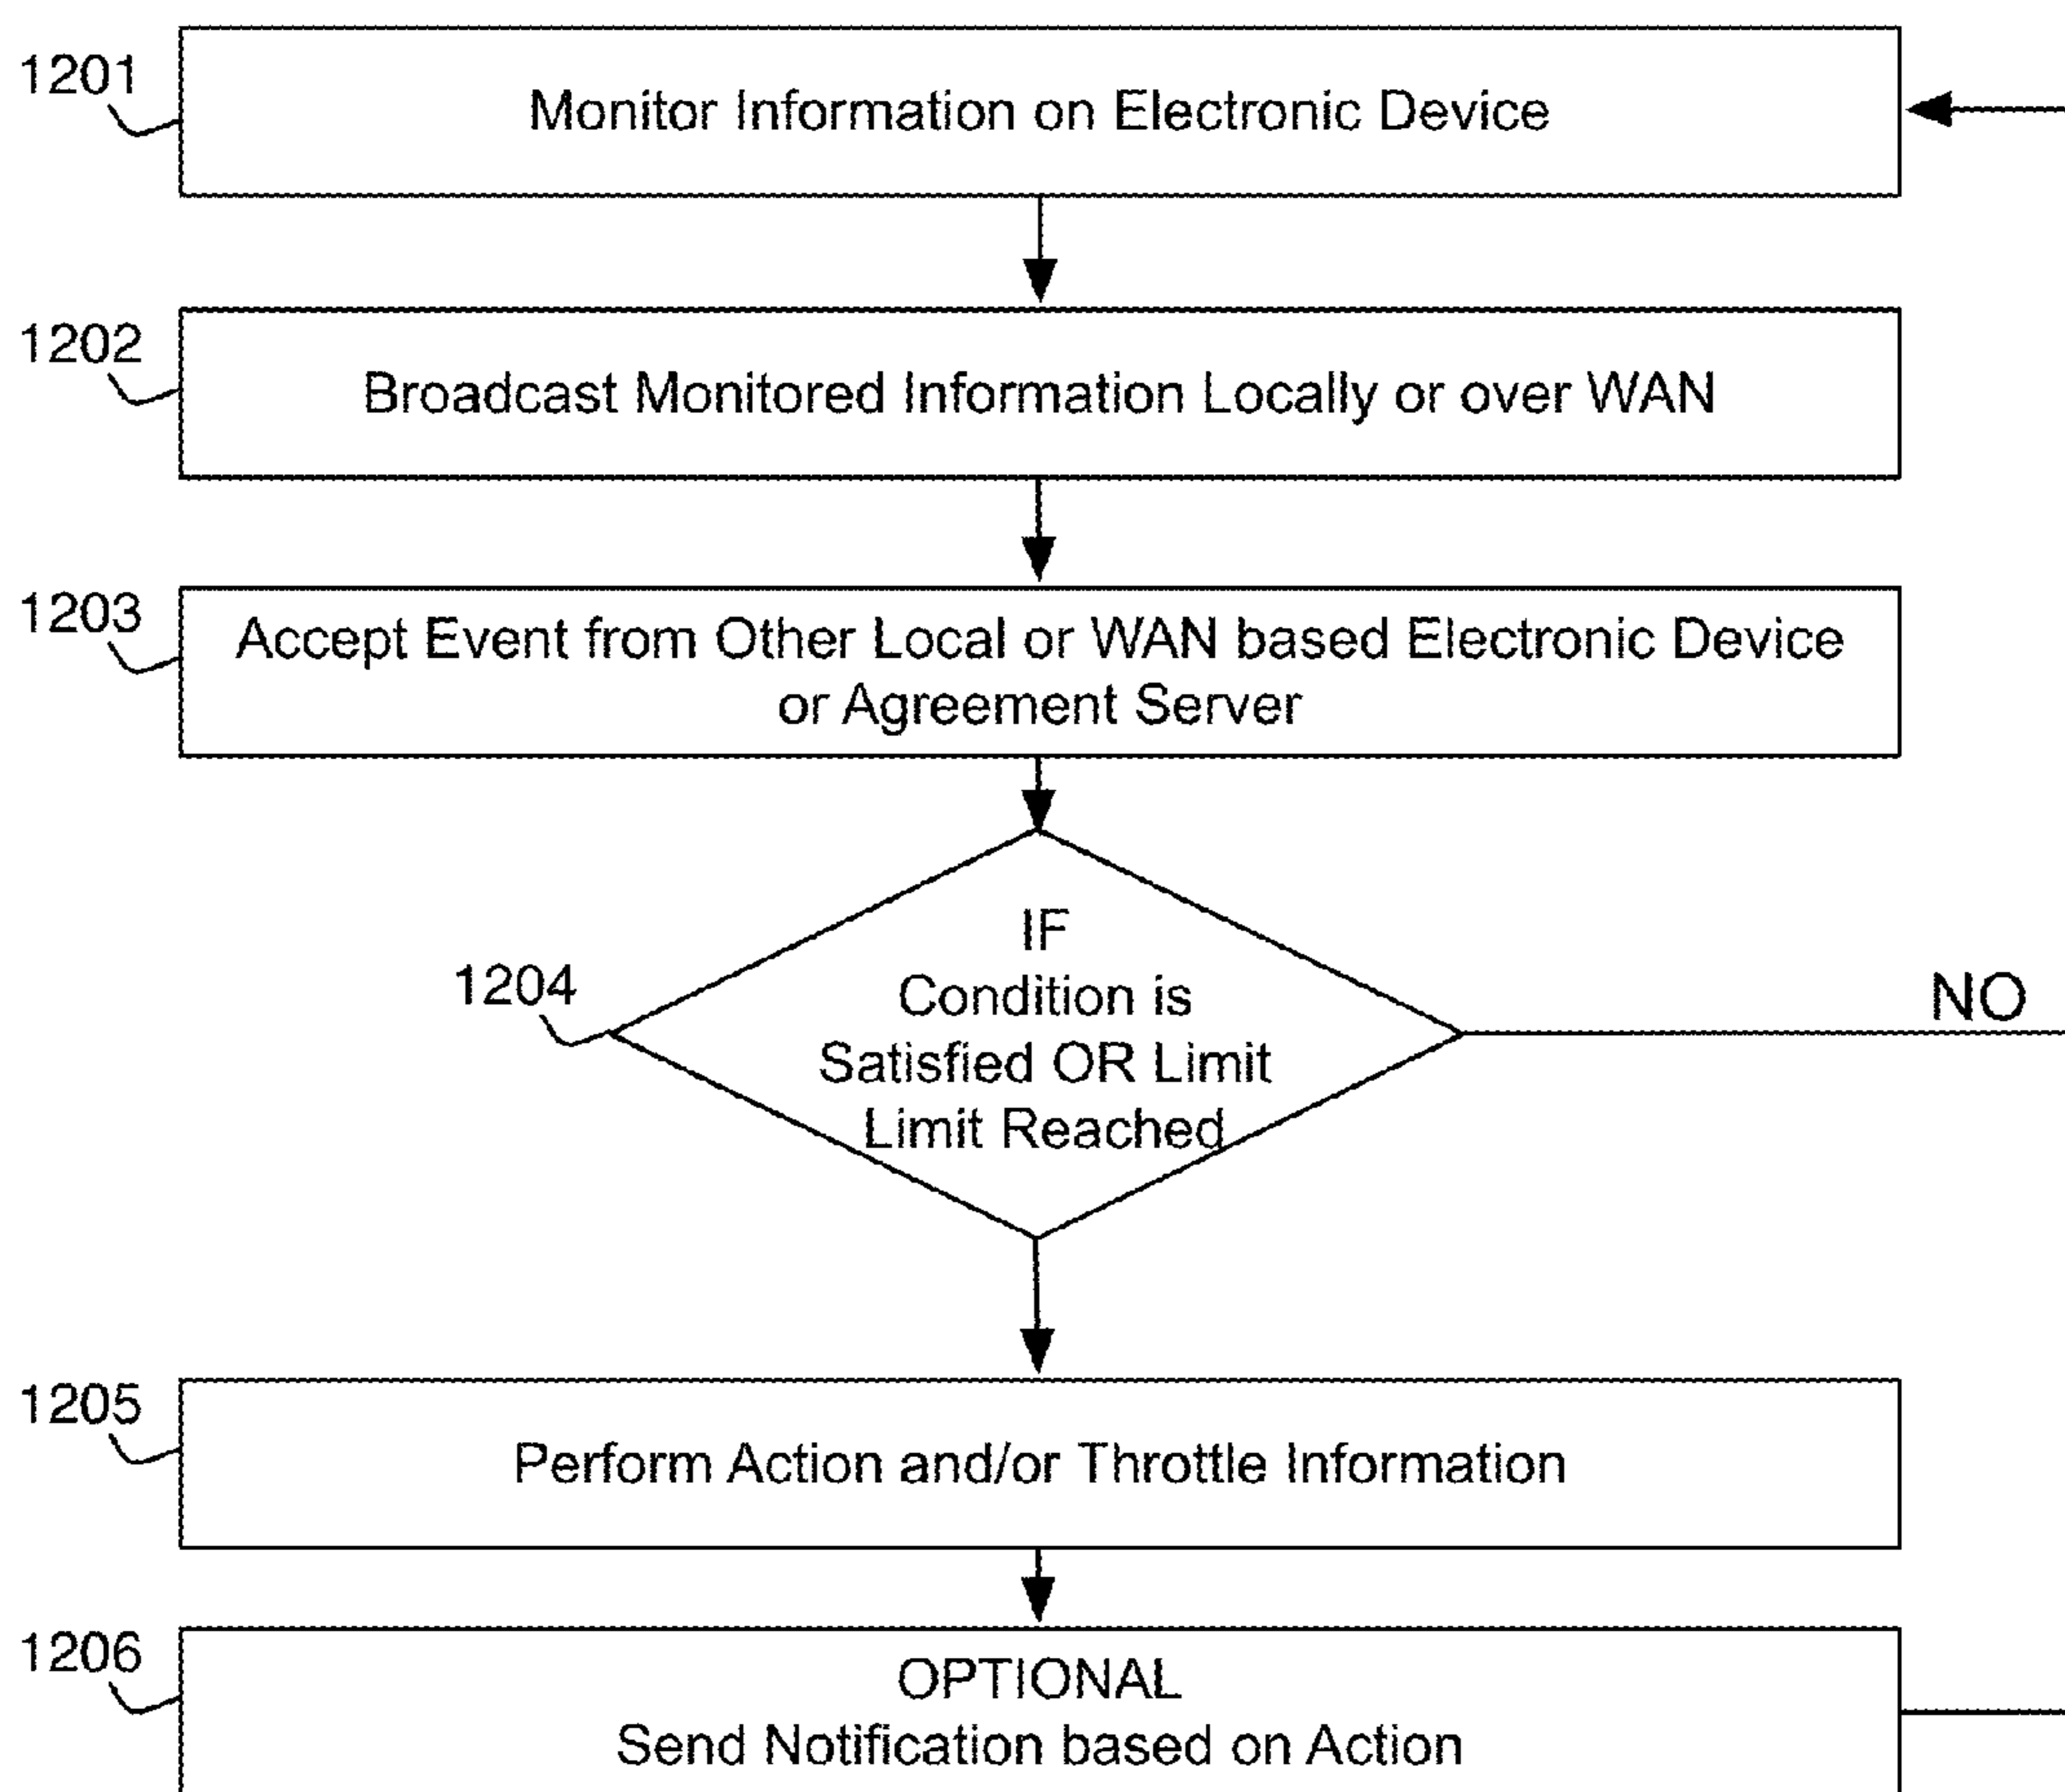 1201
Monitor Information on Electronic Device
1202
Broadcast Monitored Information Locally or over WAN
1203
Accept Event from Other Local or WAN based Electronic Device
or Agreement Server
1204
IF
Condition is
Satisfied OR Limit
Limit Reached
NO
1205
Perform Action and/or Throttle Information
1206
OPTIONAL
Send Notification based on Action